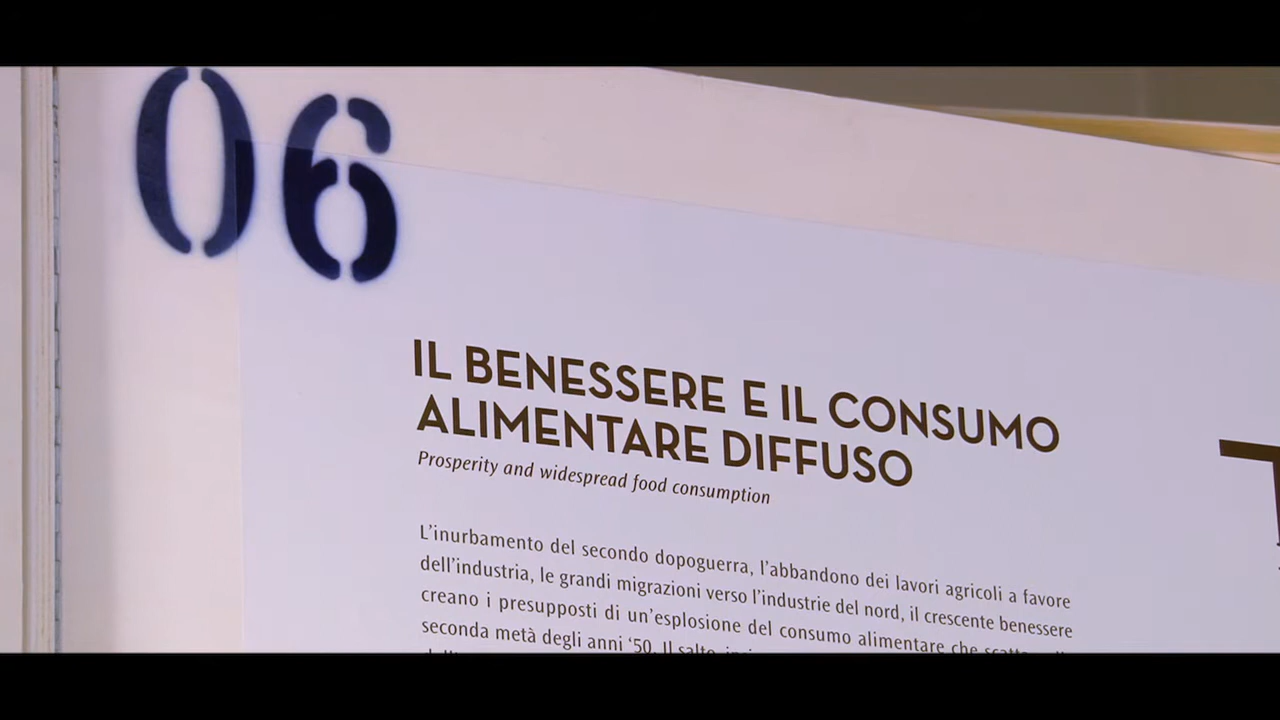 06
IL BENESSERE E IL CONSUMO
ALIMENTARE DIFFUSO
Prosperity and widespread food consumption
L'inurbamento del secondo dopoguerra, l'abbandono dei lavori agricoli a favore
dell'industria, le grandi migrazioni verso l'industrie del nord, il crescente benessere
creano i presupposti di un'esplosione del consumo alimentare che
seconda metà degli anni '50. Il salto